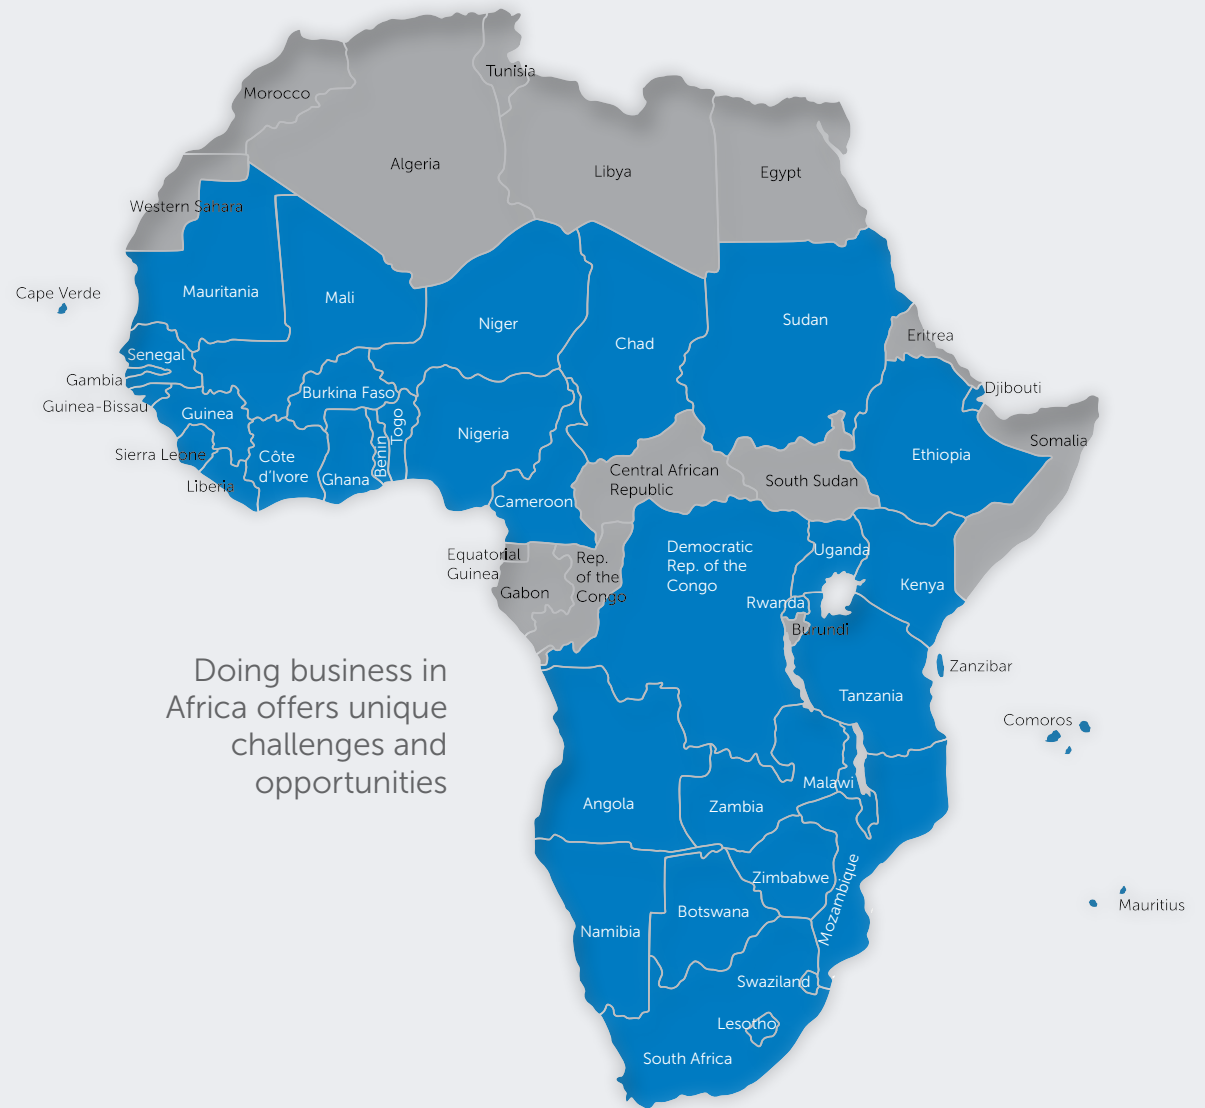 Tunisia
Morocco
Algeria
Libya
Egypt
Western Sahara
Cape Verde
Mauritania
Mali
Niger
Chad
Sudan
Eritrea
Senegal
Gambia
Guinea-Bissau
Guinea
Burkina Faso
Togo
Benin
Nigeria
Djibouti
Somalia
Ethiopia
Sierra Leone
Liberia
Côte
d’Ivore
Ghana
Cameroon
Central African
Republic
South Sudan
Equatorial
Guinea
Gabon
Rep.
of the
Congo
Democratic
Rep. of the
Congo
Uganda
Kenya
Rwanda
Burundi
Zanzibar
Tanzania
Comoros
Doing business in
Africa offers unique
challenges and
opportunities
Angola
Zambia
Malawi
Mozambique
Zimbabwe
Botswana
Namibia
Mauritius
Swaziland
Lesotho
South Africa